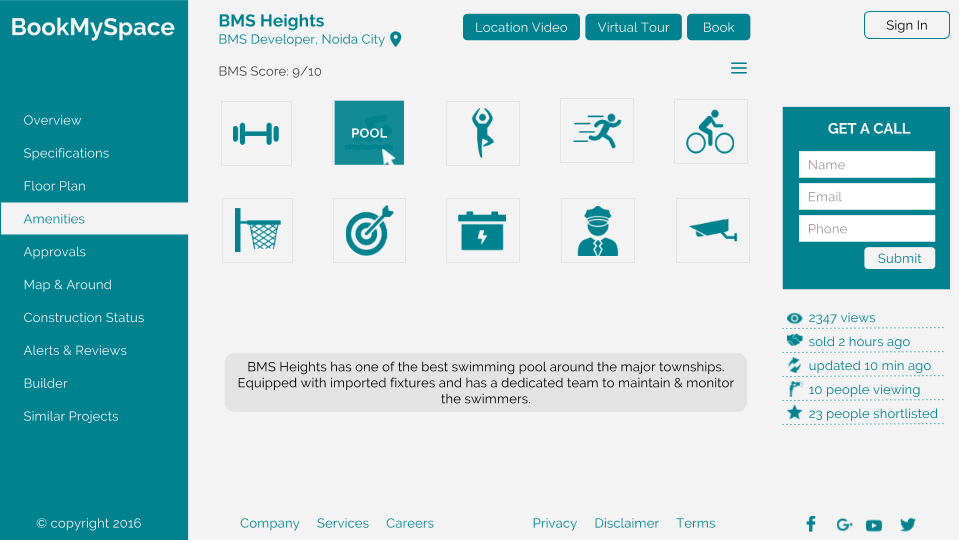 BookMySpace
Overview
Specifications
Floor Plan
Amenities
Approvals
Map & Around
Construction Status
Alerts & Reviews
Builder
Similar Projects
© copyright 2016
BMS Heights
BMS Developer, Noida City
BMS Score: 9/10
Location Video
Virtual Tour
Book
Sign In
POOL
BMS Heights has one of the best swimming pool around the major townships.
Equipped with imported fixtures and has a dedicated team to maintain & monitor
the swimmers.
GET A CALL
Name
Email
Phone
Submit
2347 views
sold 2 hours ago
updated 10 min ago
10 people viewing
23 people shortlisted
Company Services Careers
Privacy Disclaimer Terms